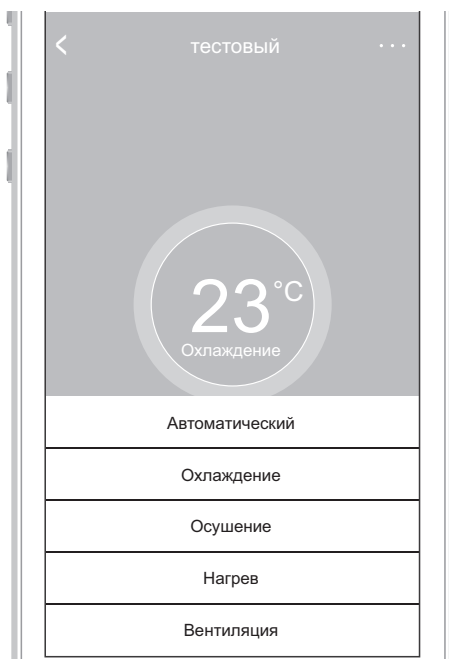 тестовый
23°C
Охлаждение
Автоматический
Охлаждение
Осушение
Нагрев
Вентиляция